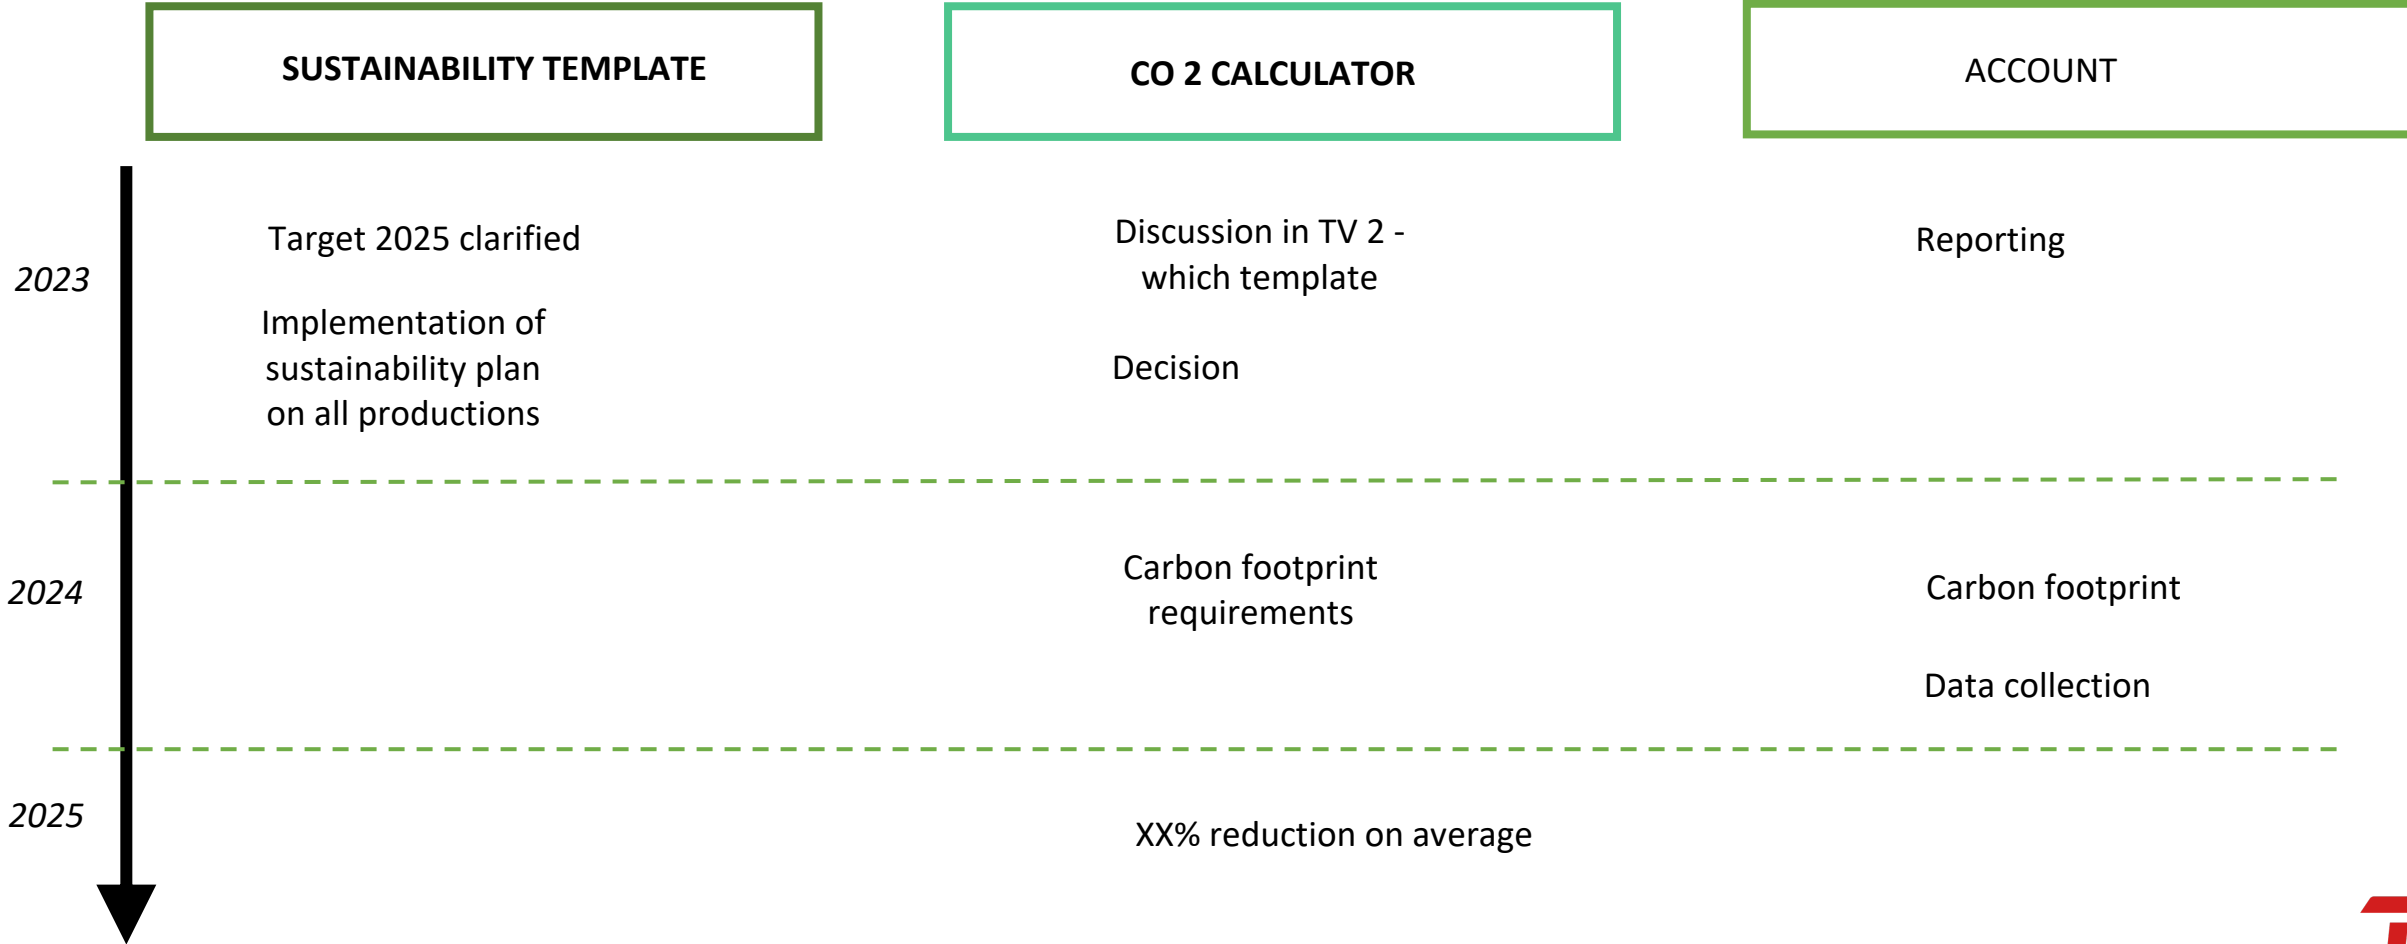 SUSTAINABILITY TEMPLATE
CO 2 CALCULATOR
ACCOUNT
2023
Target 2025 clarified
Implementation of
sustainability plan
on all productions
Discussion in TV 2 -
which template
Decision
Reporting
2024
Carbon footprint
requirements
Carbon footprint
Data collection
2025
XX% reduction on average